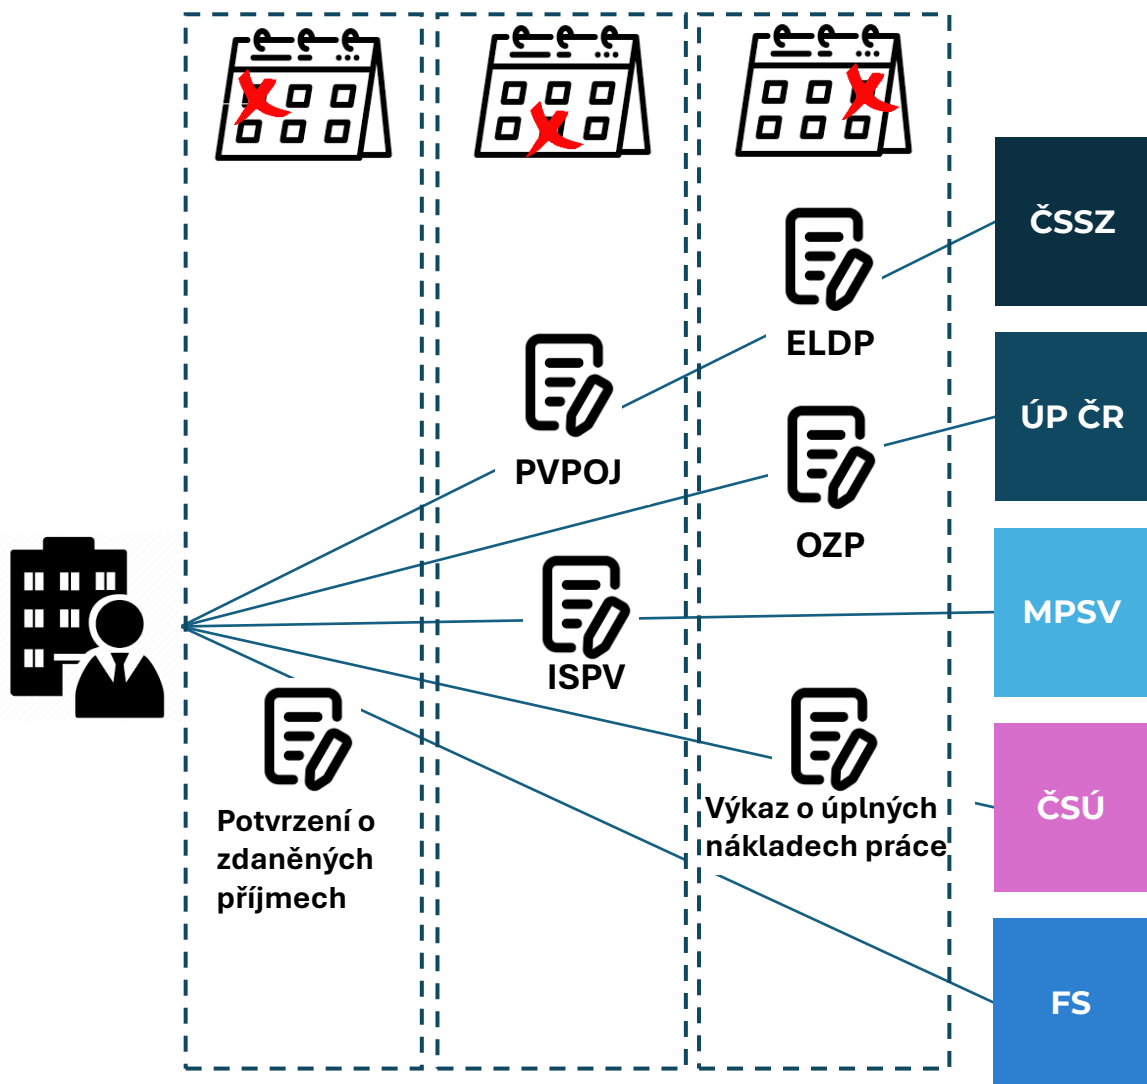 ČSSZ
ELDP
ÚP ČR
PVPOJ
OZP
MPSV
ISPV
Potvrzení o
zdaněných
příjmech
Výkaz o úplných
nákladech práce
ČSÚ
FS